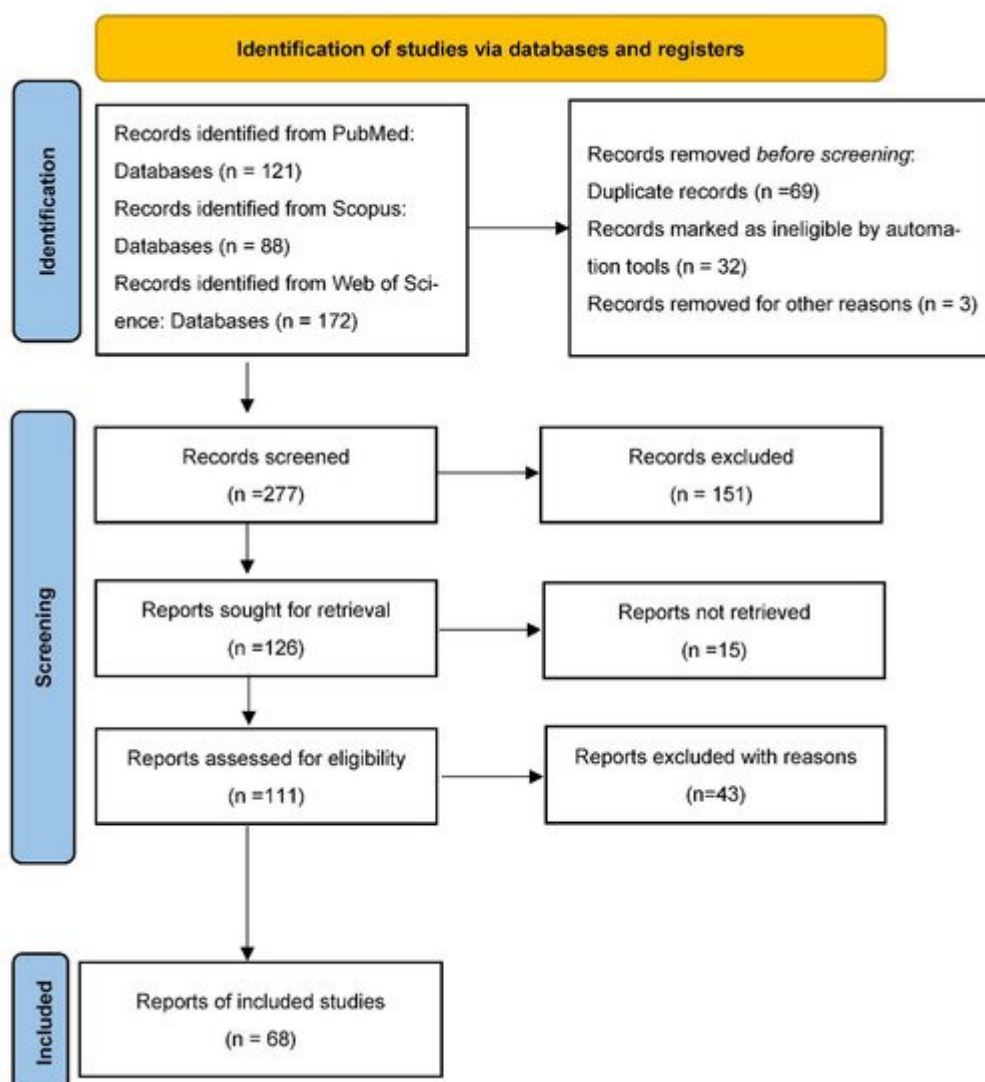 Identification of studies via databases and registers
Identification
Records identified from PubMed:
Databases (n = 121)
Records identified from Scopus:
Databases (n = 88)
Records identified from Web of Sci-
ence: Databases (n = 172)
Records removed before screening:
Duplicate records (n =69)
Records marked as ineligible by automa-
tion tools (n = 32)
Records removed for other reasons (n = 3)
Screening
Records screened
(n =277)
Records excluded
(n = 151)
Reports sought for retrieval
(n =126)
Reports not retrieved
(n =15)
Reports assessed for eligibility
(n =111)
Reports excluded with reasons
(n=43)
Included
Reports of included studies
(n = 68)